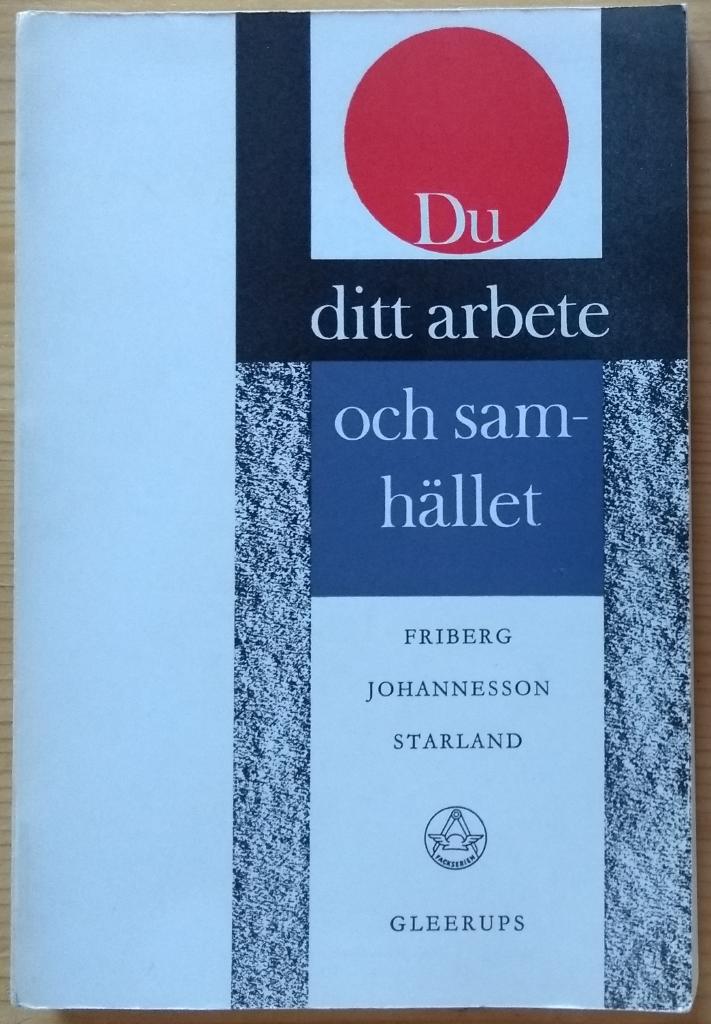 Du
ditt arbete
och sam-
hället
FRIBERG
JOHANNESSON
STARLAND
FACKSERIEN
GLEERUPS